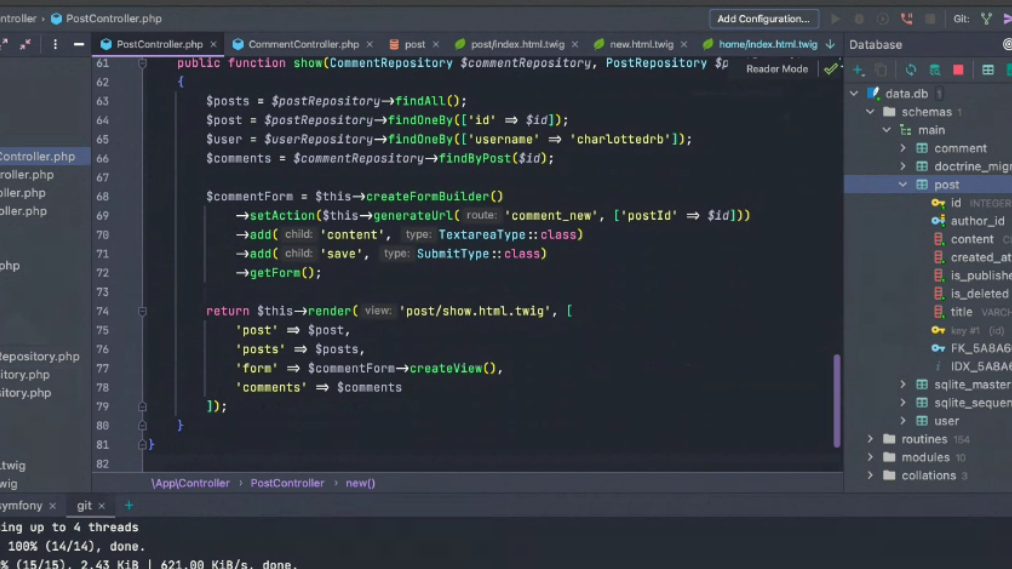 ntroller › PostController.php
Add Configuration...
Git:
PostController.php ×
CommentController.php ×
post ×
post/index.html.twig ×
new.html.twig ×
home/index.html.twig
Database
Reader Mode
61 public function show(CommentRepository $commentRepository, PostRepository $p
62 {
63 $posts = $postRepository→findAll();
64 $post = $postRepository→findOneBy(['id' ⇒ $id]);
65 $user = $userRepository→findOneBy(['username' ⇒ 'charlottedrb']);
66 $comments = $commentRepository→findByPost($id);
67
68 $commentForm = $this→createFormBuilder()
69 →setAction($this→generateUrl( route: 'comment_new', ['postId' ⇒ $id]))
70 →add( child: 'content', type: TextareaType::class)
71 →add( child: 'save', type: SubmitType::class)
72 →getForm();
73
74 return $this→render( view: 'post/show.html.twig', [
75 'post' ⇒ $post,
76 'posts' ⇒ $posts,
77 'form' ⇒ $commentForm→createView(),
78 'comments' ⇒ $comments
79 ]);
80 }
81 }
82
\App\Controller › PostController › new()
Controller.php
roller.php
ller.php
ller.php
php
Repository.php
sitory.php
sitory.php
.twig
wig
data.db 1
schemas 1
main
comment
doctrine_migr
post
id INTEGER
author_id
content C
created_at
is_publishe
is_deleted
title VARCH
key #1 (id)
FK_5A8A6
IDX_5A8A6
sqlite_master
sqlite_sequen
user
routines 154
modules 10
collations 3
symfony ×
git ×
+
ing up to 4 threads
100% (14/14), done.
% (15/15), 2.43 KiB | 621.00 KiB/s, done.